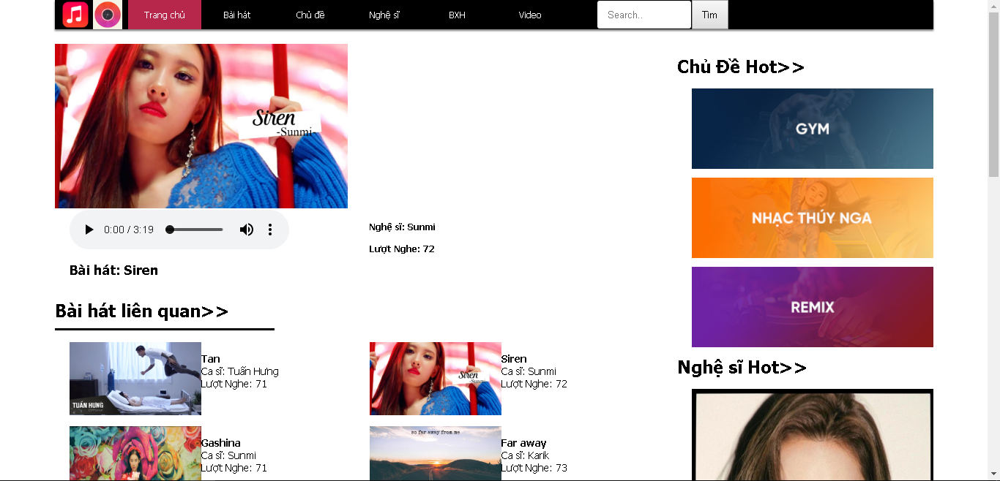 Trang chủ
Bài hát
Chủ đề
Nghệ sĩ
BXH
Video
Search..
Tìm
Siren
-Sunmi-
0:00 / 3:19
Nghệ sĩ: Sunmi
Lượt Nghe: 72
Bài hát: Siren
Bài hát liên quan>>
TUẤN HƯNG
Tan
Ca sĩ: Tuấn Hưng
Lượt Nghe: 71
Siren
-Sunmi-
Siren
Ca sĩ: Sunmi
Lượt Nghe: 72
Gashina
Ca sĩ: Sunmi
Lượt Nghe: 71
so far away from me
Far away
Ca sĩ: Karik
Lượt Nghe: 73
Chủ Đề Hot>>
GYM
NHẠC THÚY NGA
REMIX
Nghệ sĩ Hot>>